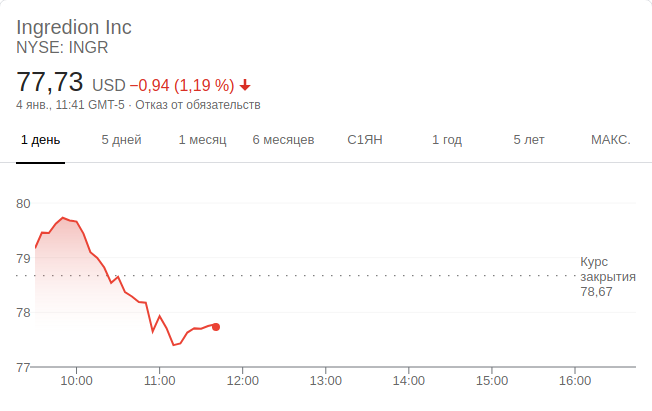 Ingredion Inc
NYSE: INGR
77,73 USD −0,94 (1,19 %)
4 янв., 11:41 GMT-5 · Отказ от обязательств
1 день 5 дней 1 месяц 6 месяцев С1ЯН 1 год 5 лет МАКС.
80
79
78
77
Курс
закрытия
78,67
10:00 11:00 12:00 13:00 14:00 15:00 16:00